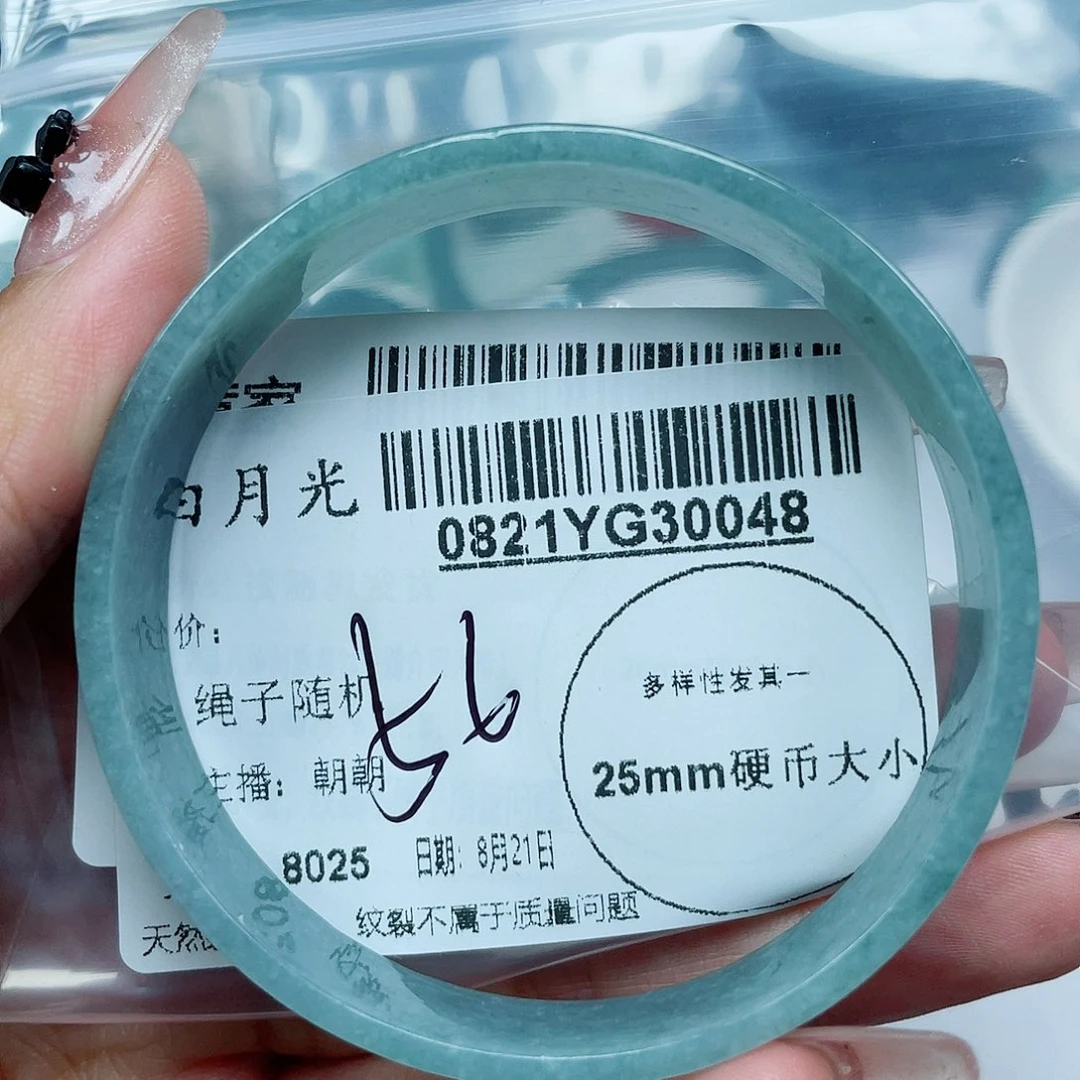 白月光
0821YG30048
估价：
绳子随机
多样性发其一
25mm硬币大小
主播：朝朝
8025 日期：8月21日
纹裂不属于质量问题
天然